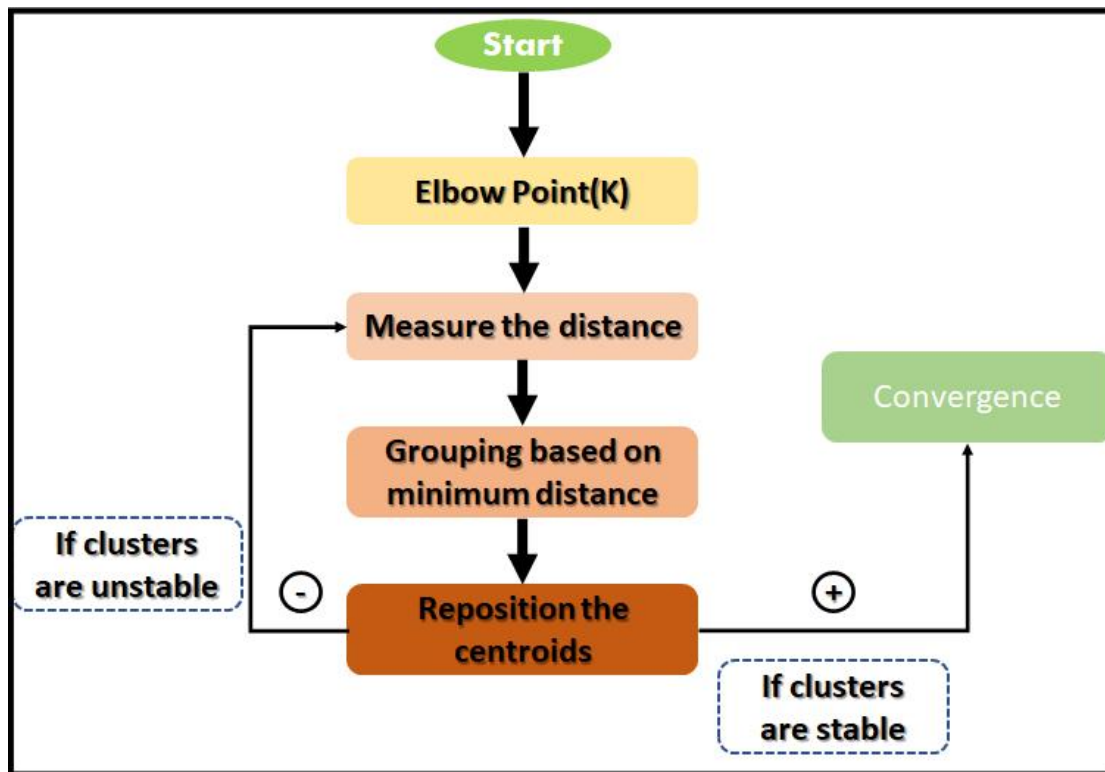 Start
Elbow Point(K)
Measure the distance
Convergence
Grouping based on
minimum distance
If clusters
are unstable
-
Reposition the
centroids
+
If clusters
are stable